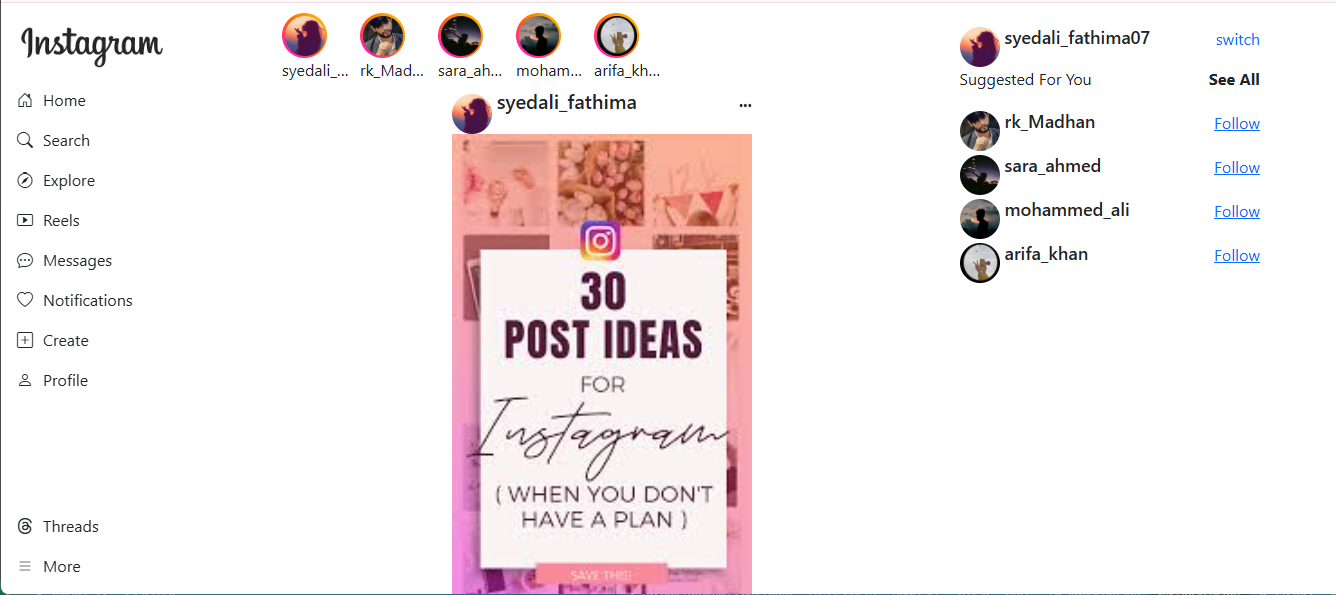 Instagram
Home
Search
Explore
Reels
Messages
Notifications
Create
Profile
Threads
More
syedali_...
rk_Mad...
sara_ah...
moham...
arifa_kh...
syedali_fathima
...
30
POST IDEAS
FOR
Instagram
( WHEN YOU DON'T
HAVE A PLAN )
SAVE THIS!
syedali_fathima07 switch
Suggested For You See All
rk_Madhan Follow
sara_ahmed Follow
mohammed_ali Follow
arifa_khan Follow